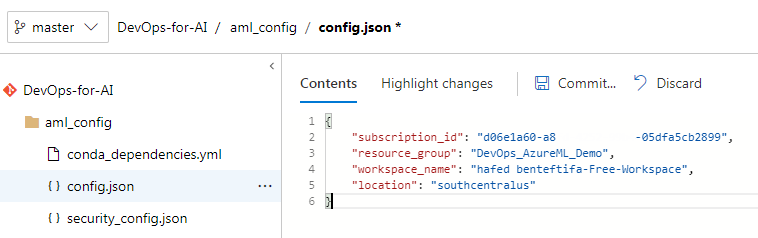 master DevOps-for-AI / aml_config / config.json *
DevOps-for-AI
aml_config
conda_dependencies.yml
{ } config.json ...
{ } security_config.json
Contents Highlight changes Commit... Discard
1 {
2 "subscription_id": "d06e1a60-a8 -05dfa5cb2899",
3 "resource_group": "DevOps_AzureML_Demo",
4 "workspace_name": "hafed benteftifa-Free-Workspace",
5 "location": "southcentralus"
6 }